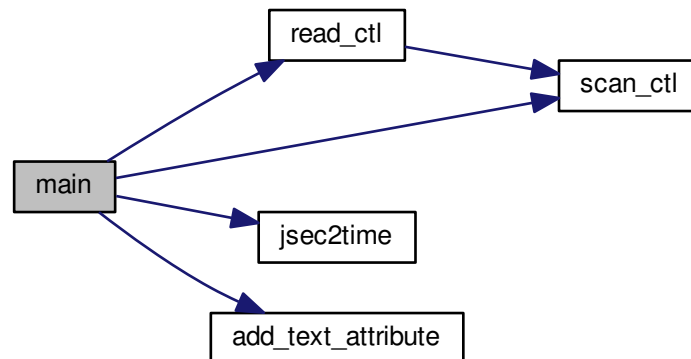 read_ctl
scan_ctl
main
jsec2time
add_text_attribute